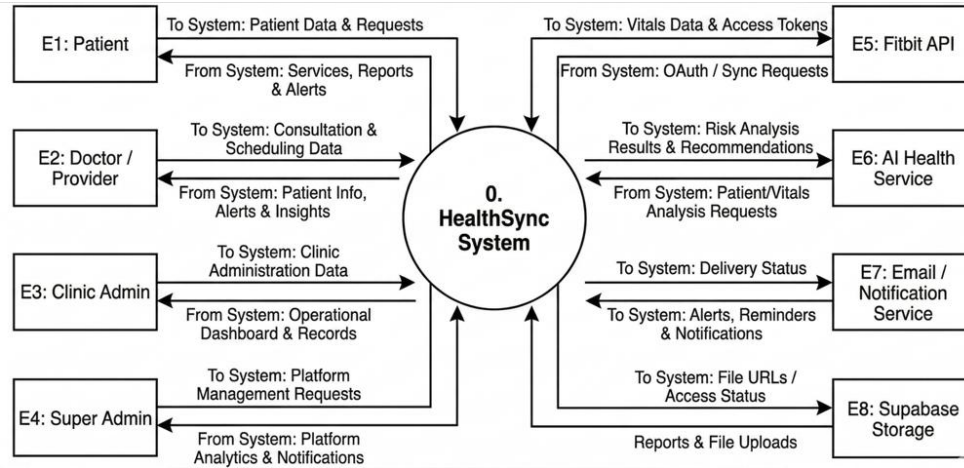 E1: Patient
To System: Patient Data & Requests
From System: Services, Reports
& Alerts
E2: Doctor /
Provider
To System: Consultation &
Scheduling Data
From System: Patient Info,
Alerts & Insights
E3: Clinic Admin
To System: Clinic
Administration Data
From System: Operational
Dashboard & Records
E4: Super Admin
To System: Platform
Management Requests
From System: Platform
Analytics & Notifications
0.
HealthSync
System
To System: Vitals Data & Access Tokens
From System: OAuth / Sync Requests
E5: Fitbit API
To System: Risk Analysis
Results & Recommendations
From System: Patient/Vitals
Analysis Requests
E6: AI Health
Service
To System: Delivery Status
To System: Alerts, Reminders
& Notifications
E7: Email /
Notification
Service
To System: File URLs /
Access Status
Reports & File Uploads
E8: Supabase
Storage